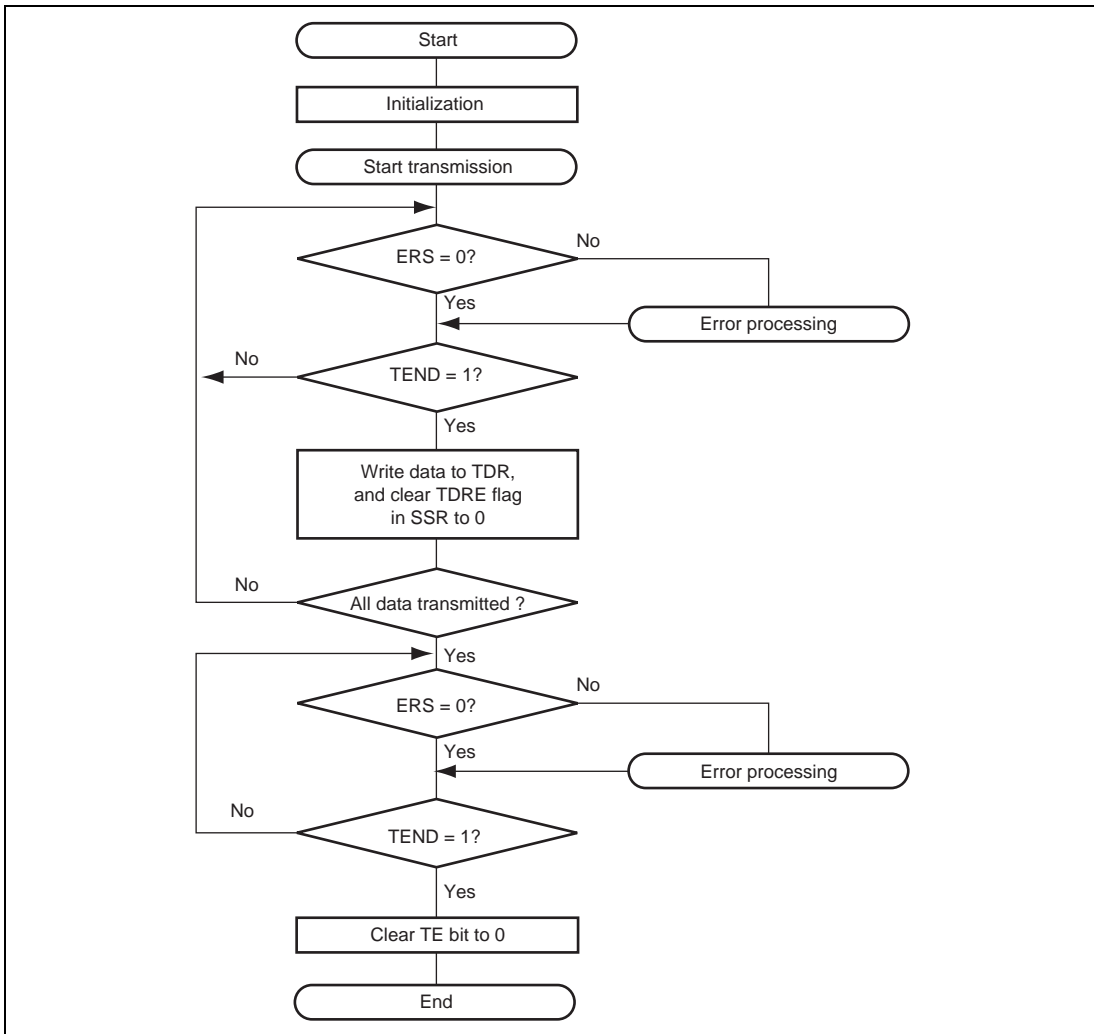 Start
Initialization
Start transmission
ERS = 0?
No
Yes
Error processing
No
TEND = 1?
Yes
Write data to TDR,
and clear TDRE flag
in SSR to 0
No
All data transmitted ?
Yes
ERS = 0?
No
Yes
Error processing
No
TEND = 1?
Yes
Clear TE bit to 0
End